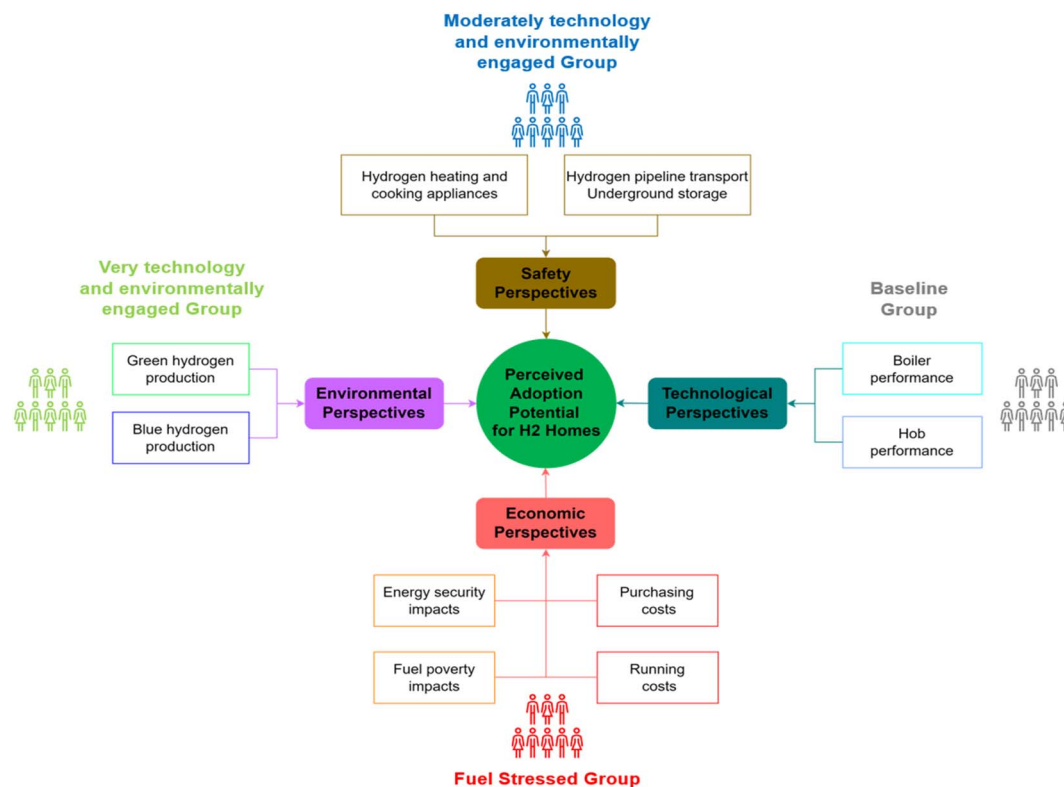 Moderately technology
and environmentally
engaged Group
Hydrogen heating and
cooking appliances
Hydrogen pipeline transport
Underground storage
Safety
Perspectives
Very technology
and environmentally
engaged Group
Baseline
Group
Green hydrogen
production
Blue hydrogen
production
Environmental
Perspectives
Perceived
Adoption
Potential
for H2 Homes
Technological
Perspectives
Boiler
performance
Hob
performance
Economic
Perspectives
Energy security
impacts
Purchasing
costs
Fuel poverty
impacts
Running
costs
Fuel Stressed Group